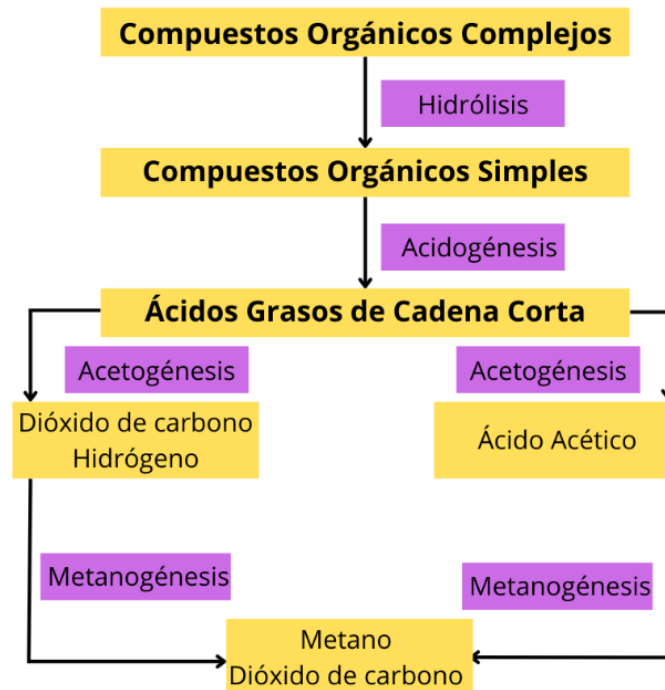 Compuestos Orgánicos Complejos
Hidrólisis
Compuestos Orgánicos Simples
Acidogénesis
Ácidos Grasos de Cadena Corta
Acetogénesis
Acetogénesis
Dióxido de carbono
Hidrógeno
Ácido Acético
Metanogénesis
Metanogénesis
Metano
Dióxido de carbono